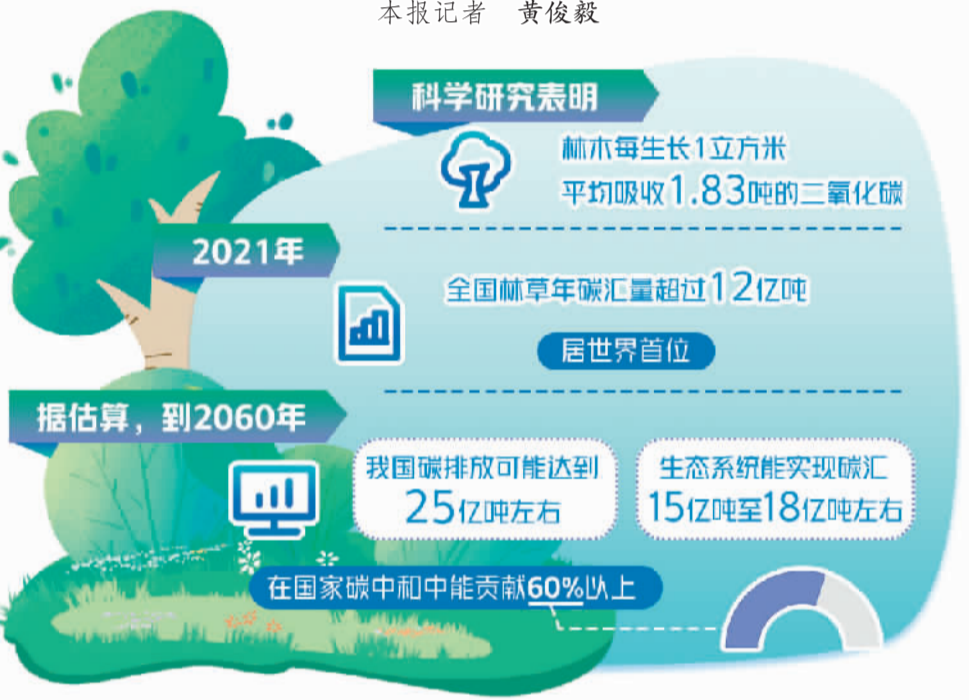 本报记者 黄俊毅
科学研究表明
林木每生长1立方米
平均吸收1.83吨的二氧化碳
2021年
全国林草年碳汇量超过12亿吨
居世界首位
据估算，到2060年
我国碳排放可能达到
25亿吨左右
生态系统能实现碳汇
15亿吨至18亿吨左右
在国家碳中和中能贡献60%以上